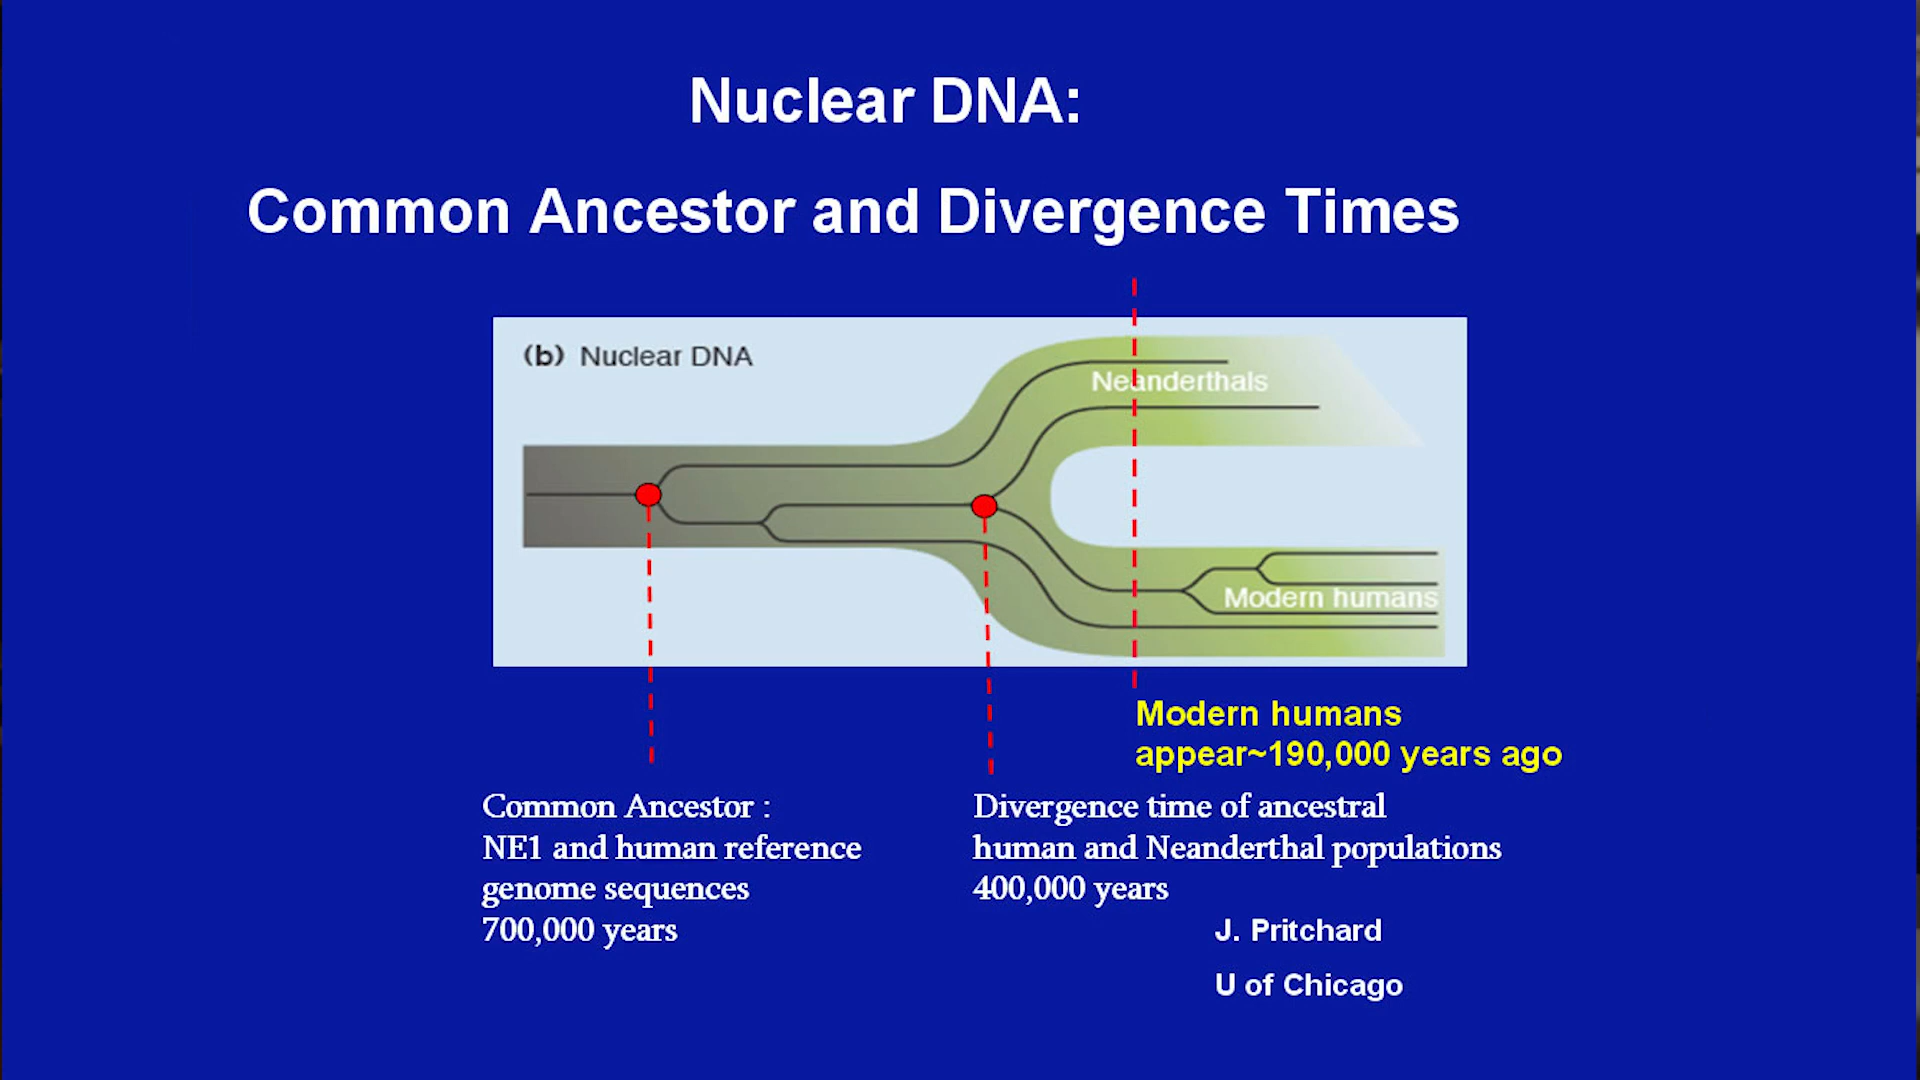 Nuclear DNA:
Common Ancestor and Divergence Times
(b) Nuclear DNA
Neanderthals
Modern humans
Modern humans
appear~190,000 years ago
Common Ancestor :
NE1 and human reference
genome sequences
700,000 years
Divergence time of ancestral
human and Neanderthal populations
400,000 years
J. Pritchard
U of Chicago